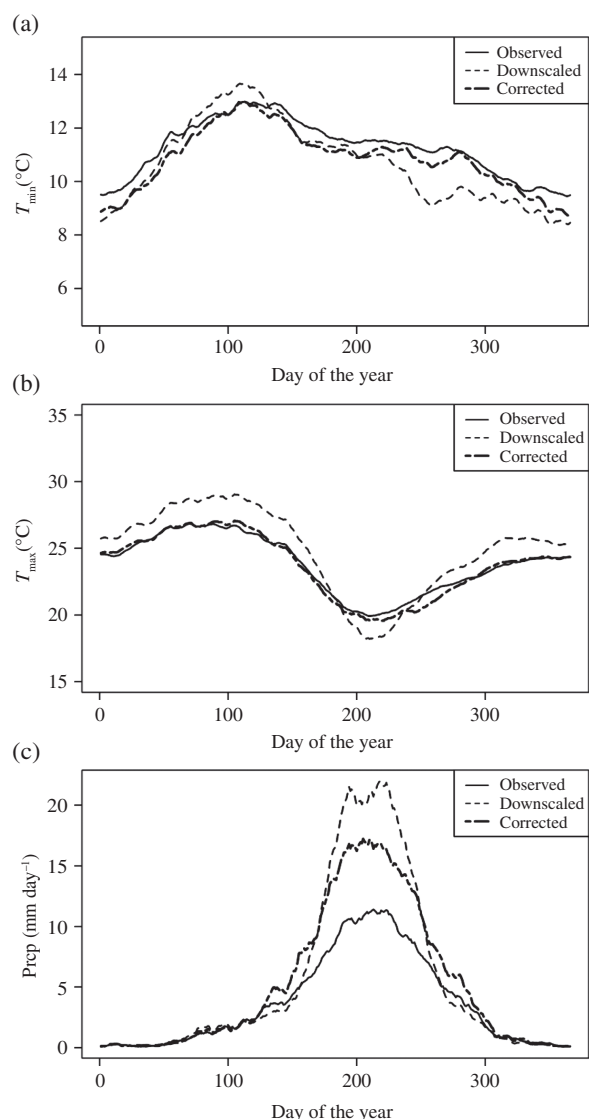 (a)
14
12
10
8
6
T min (°C)
Observed
Downscaled
Corrected
0 100 200 300
Day of the year
(b)
35
30
25
20
15
T max (°C)
Observed
Downscaled
Corrected
0 100 200 300
Day of the year
(c)
20
15
10
5
0
Prcp (mm day⁻¹)
Observed
Downscaled
Corrected
0 100 200 300
Day of the year